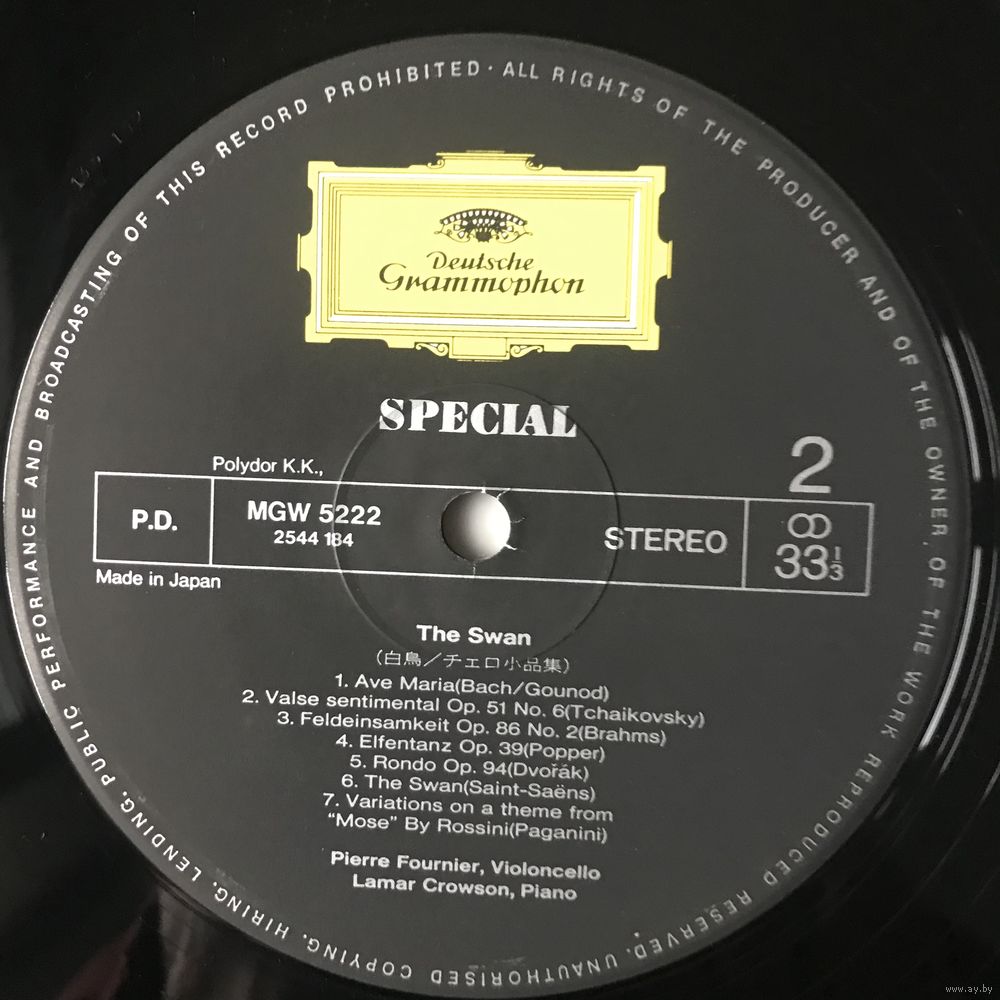 PUBLIC PERFORMANCE AND BROADCASTING OF THIS RECORD PROHIBITED · ALL RIGHTS OF THE PRODUCER AND OF THE OWNER OF THE WORK REPRODUCED RESERVED. UNAUTHORISED COPYING, HIRING, LENDING,
Deutsche
Grammophon
SPECIAL
2
Polydor K.K.,
P.D.
MGW 5222
2544 184
STEREO
33 1/3
Made in Japan
The Swan
(白鳥/チェロ小品集)
1. Ave Maria(Bach/Gounod)
2. Valse sentimental Op. 51 No. 6(Tchaikovsky)
3. Feldeinsamkeit Op. 86 No. 2(Brahms)
4. Elfentanz Op. 39(Popper)
5. Rondo Op. 94(Dvořák)
6. The Swan(Saint-Saëns)
7. Variations on a theme from
"Mose" By Rossini(Paganini)
Pierre Fournier, Violoncello
Lamar Crowson, Piano
www.ay.by